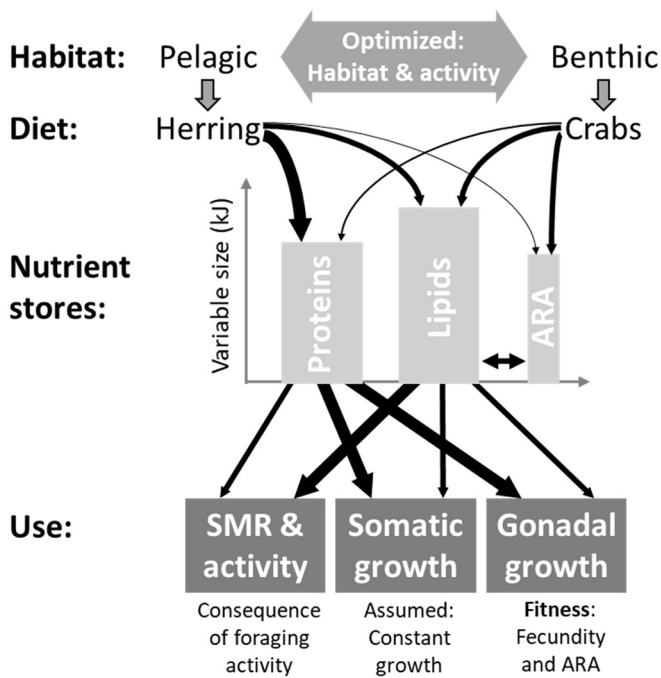 Habitat: Pelagic Optimized: Benthic
Habitat & activity
Diet: Herring Crabs
Variable size (kJ)
Nutrient
stores:
Proteins
Lipids
ARA
Use:
SMR &
activity
Somatic
growth
Gonadal
growth
Consequence
of foraging
activity
Assumed:
Constant
growth
Fitness:
Fecundity
and ARA